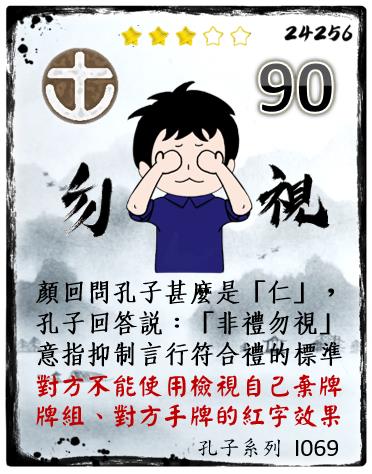 24256
90
勿 視
顏回問孔子甚麼是「仁」,
孔子回答説:「非禮勿視」
意指抑制言行符合禮的標準
對方不能使用檢視自己棄牌
牌組、對方手牌的紅字效果
孔子系列 I069